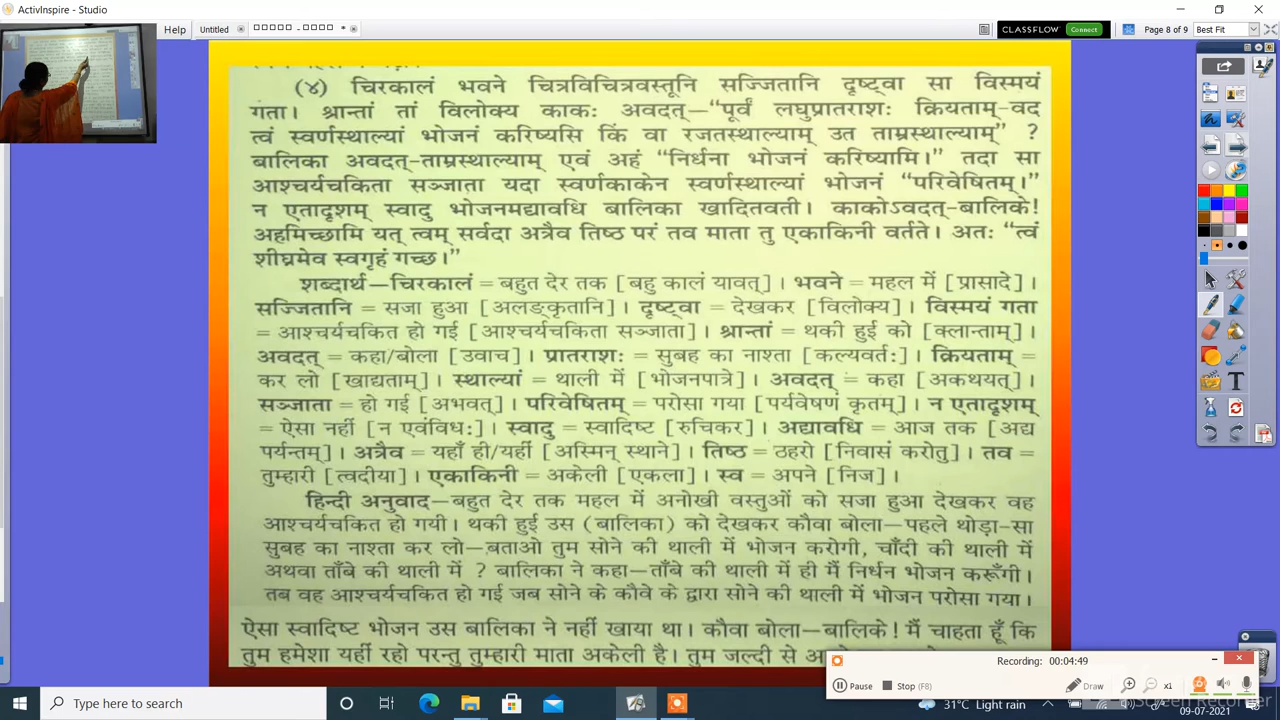 ActivInspire - Studio
Help Untitled CLASSFLOW Connect Page 8 of 9 Best Fit
(४) चिरकालं भवने चित्रविचित्रवस्तूनि सज्जितानि दृष्ट्वा सा विस्मयं
गता। श्रान्तां तां विलोक्य काकः अवदत्–“पूर्वं लघुप्रातराशः क्रियताम्-वद
त्वं स्वर्णस्थाल्यां भोजनं करिष्यसि किं वा रजतस्थाल्याम् उत ताम्रस्थाल्याम्” ?
बालिका अवदत्-ताम्रस्थाल्याम् एवं अहं “निर्धना भोजनं करिष्यामि।” तदा सा
आश्चर्यचकिता सञ्जाता यदा स्वर्णकाकेन स्वर्णस्थाल्यां भोजनं “परिवेषितम्।”
न एतादृशम् स्वादु भोजनमद्यावधि बालिका खादितवती। काकोऽवदत्-बालिके!
अहमिच्छामि यत् त्वम् सर्वदा अत्रैव तिष्ठ परं तव माता तु एकाकिनी वर्तते। अतः “त्वं
शीघ्रमेव स्वगृहं गच्छ।”
शब्दार्थ–चिरकालं = बहुत देर तक [बहु कालं यावत्]। भवने = महल में [प्रासादे]।
सज्जितानि = सजा हुआ [अलङ्कृतानि]। दृष्ट्वा = देखकर [विलोक्य]। विस्मयं गता
= आश्चर्यचकित हो गई [आश्चर्यचकिता सञ्जाता]। श्रान्तां = थकी हुई को [क्लान्ताम्]।
अवदत् = कहा/बोला [उवाच]। प्रातराशः = सुबह का नाश्ता [कल्यवर्तः]। क्रियताम् =
कर लो [खाद्यताम्]। स्थाल्यां = थाली में [भोजनपात्रे]। अवदत् = कहा [अकथयत्]।
सञ्जाता = हो गई [अभवत्]। परिवेषितम् = परोसा गया [पर्यवेषणं कृतम्]। न एतादृशम्
= ऐसा नहीं [न एवंविधः]। स्वादु = स्वादिष्ट [रुचिकर]। अद्यावधि = आज तक [अद्य
पर्यन्तम्]। अत्रैव = यहाँ ही/यहीं [अस्मिन् स्थाने]। तिष्ठ = ठहरो [निवासं करोतु]। तव =
तुम्हारी [त्वदीया]। एकाकिनी = अकेली [एकला]। स्व = अपने [निज]।
हिन्दी अनुवाद–बहुत देर तक महल में अनोखी वस्तुओं को सजा हुआ देखकर वह
आश्चर्यचकित हो गयी। थकी हुई उस (बालिका) को देखकर कौवा बोला–पहले थोड़ा-सा
सुबह का नाश्ता कर लो–बताओ तुम सोने की थाली में भोजन करोगी, चाँदी की थाली में
अथवा ताँबे की थाली में ? बालिका ने कहा–ताँबे की थाली में ही मैं निर्धन भोजन करूँगी।
तब वह आश्चर्यचकित हो गई जब सोने के कौवे के द्वारा सोने की थाली में भोजन परोसा गया।
ऐसा स्वादिष्ट भोजन उस बालिका ने नहीं खाया था। कौवा बोला–बालिके! मैं चाहता हूँ कि
तुम हमेशा यहीं रहो परन्तु तुम्हारी माता अकेली है। तुम जल्दी से
Recording: 00:04:49
Pause Stop (F8) Draw x1
Screen Recorder
Type here to search 31°C Light rain 09-07-2021